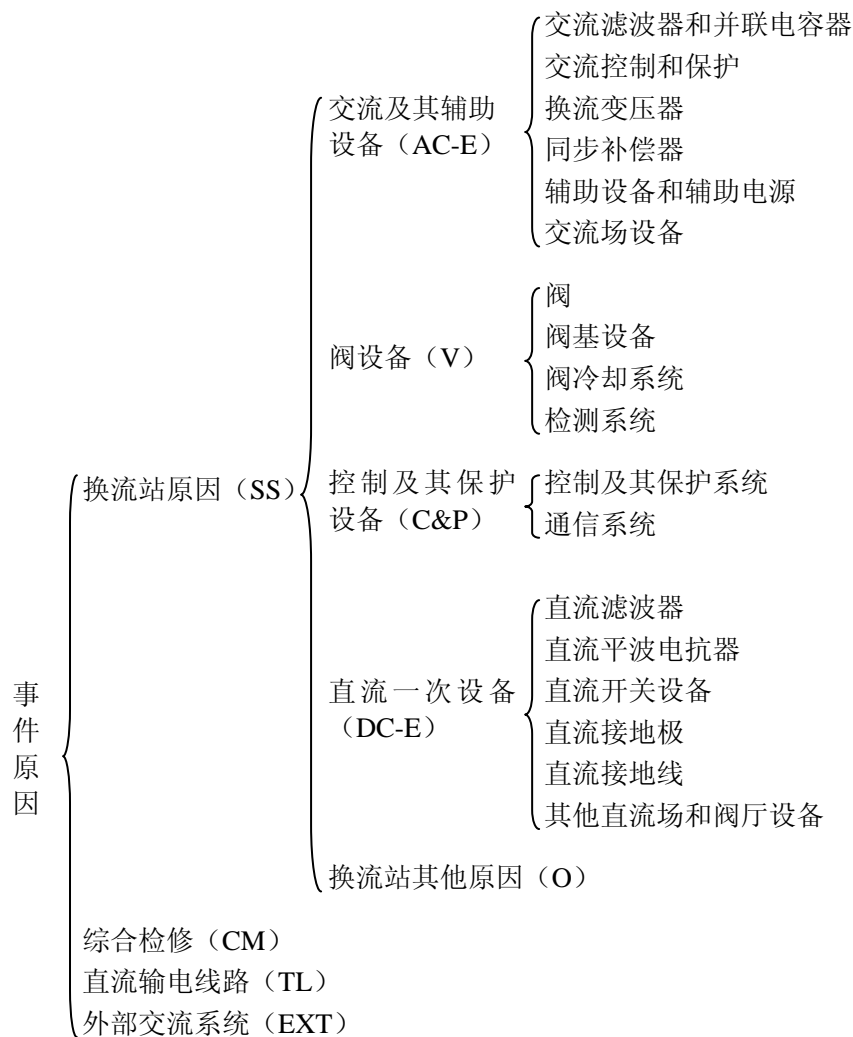 事件原因
换流站原因（SS）
交流及其辅助
设备（AC-E）
交流滤波器和并联电容器
交流控制和保护
换流变压器
同步补偿器
辅助设备和辅助电源
交流场设备
阀设备（V）
阀
阀基设备
阀冷却系统
检测系统
控制及其保护
设备（C&P）
控制及其保护系统
通信系统
直流一次设备
（DC-E）
直流滤波器
直流平波电抗器
直流开关设备
直流接地极
直流接地线
其他直流场和阀厅设备
换流站其他原因（O）
综合检修（CM）
直流输电线路（TL）
外部交流系统（EXT）